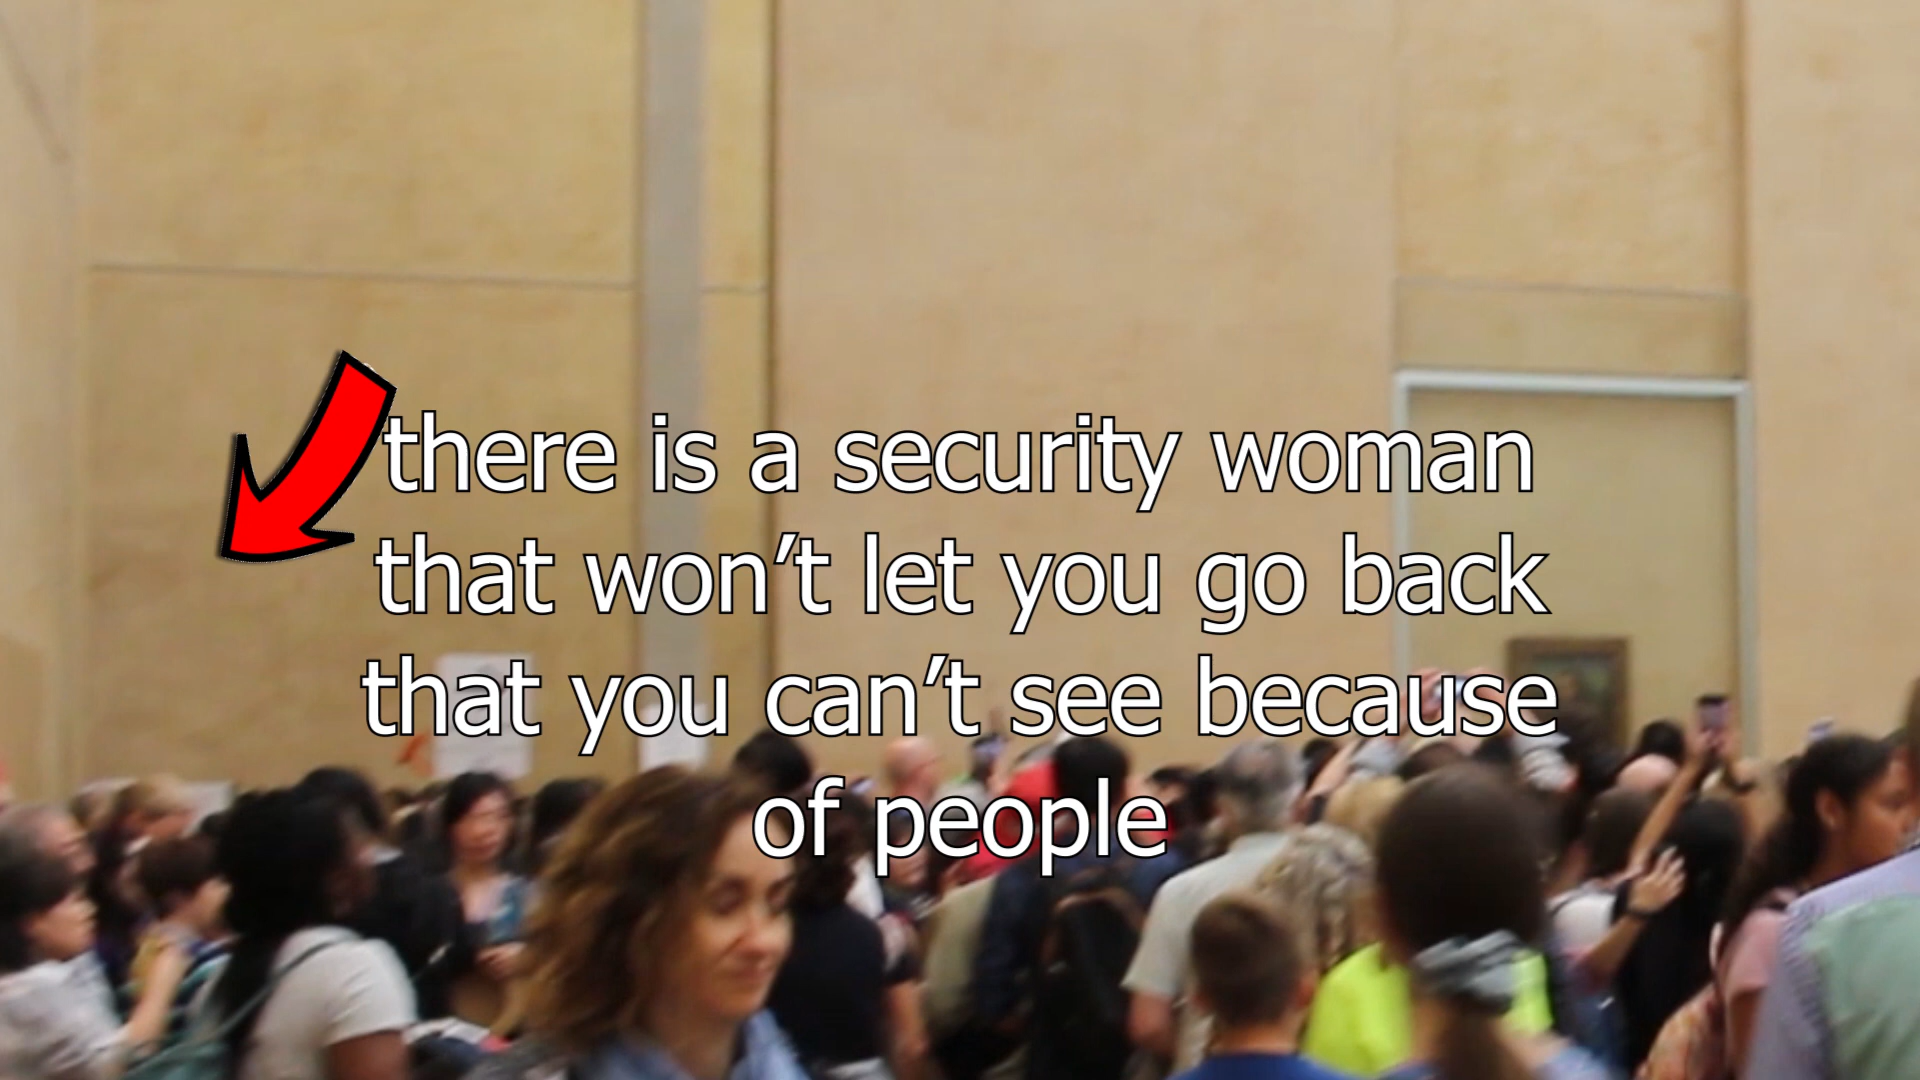 there is a security woman
that won’t let you go back
that you can’t see because
of people